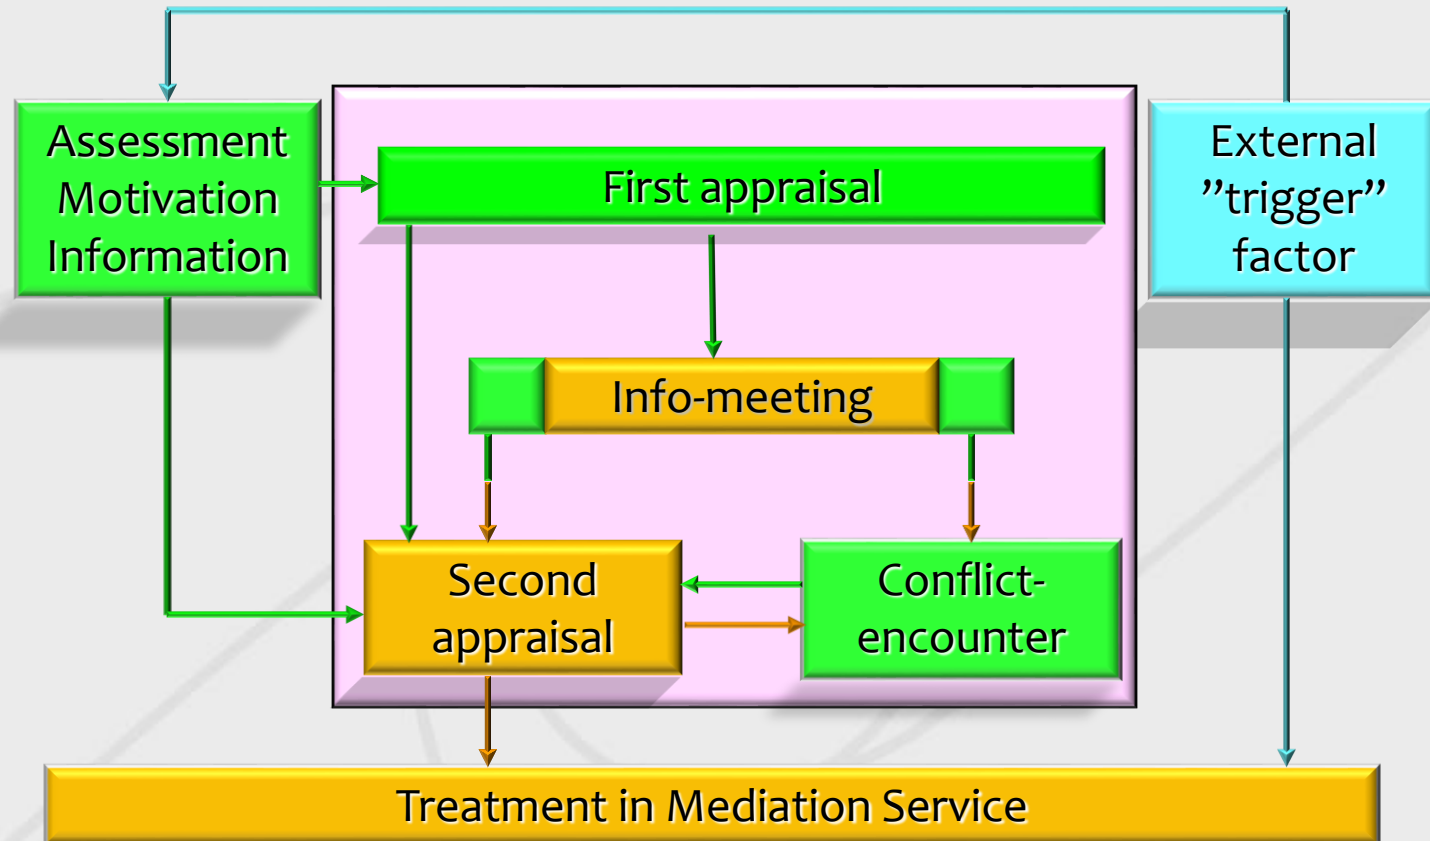 Assessment
Motivation
Information
First appraisal
External
”trigger”
factor
Info-meeting
Second
appraisal
Conflict-
encounter
Treatment in Mediation Service